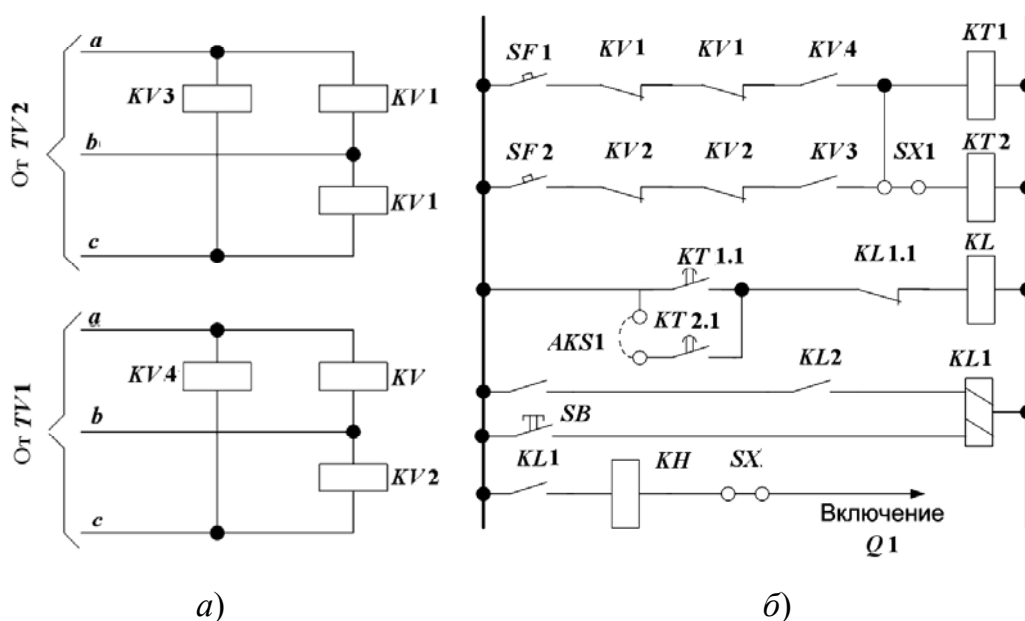 От TV2
a
b
c
KV3
KV1
KV1
От TV1
a
b
c
KV4
KV
KV2
а)
SF1 KV1 KV1 KV4 KT1
SF2 KV2 KV2 KV3 SX1 KT2
KT1.1 KL1.1 KL
AKS1 KT2.1
KL2 KL1
SB
KL1 KH SX
Включение
Q1
б)